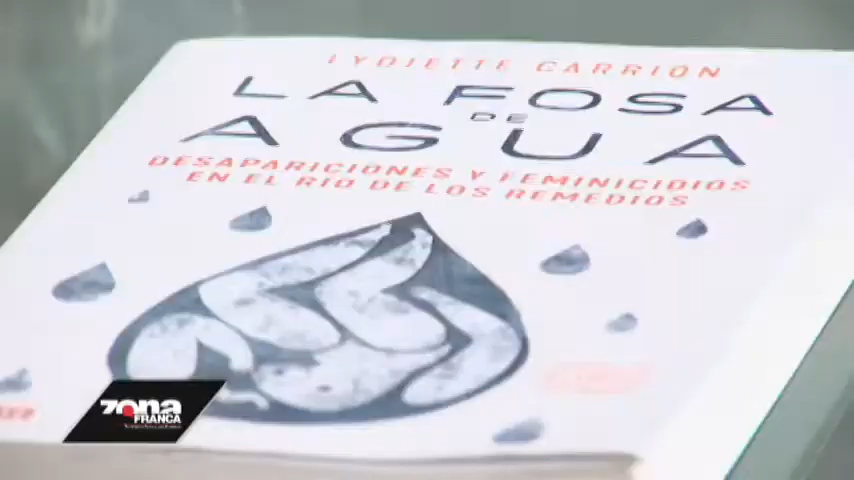 LYDIETTE CARRIÓN
LA FOSA
DE
AGUA
DESAPARICIONES Y FEMINICIDIOS
EN EL RÍO DE LOS REMEDIOS
ZONA
FRANCA